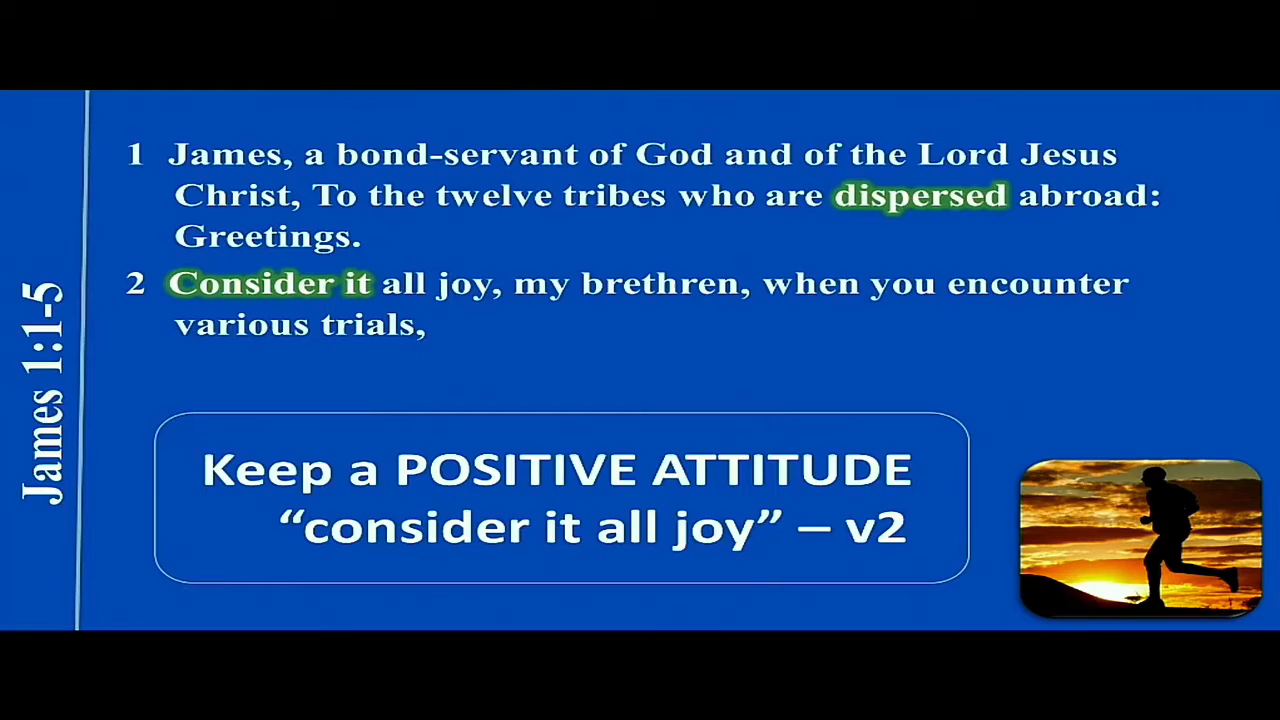 James 1:1-5
1 James, a bond-servant of God and of the Lord Jesus
Christ, To the twelve tribes who are dispersed abroad:
Greetings.
2 Consider it all joy, my brethren, when you encounter
various trials,
Keep a POSITIVE ATTITUDE
“consider it all joy” – v2